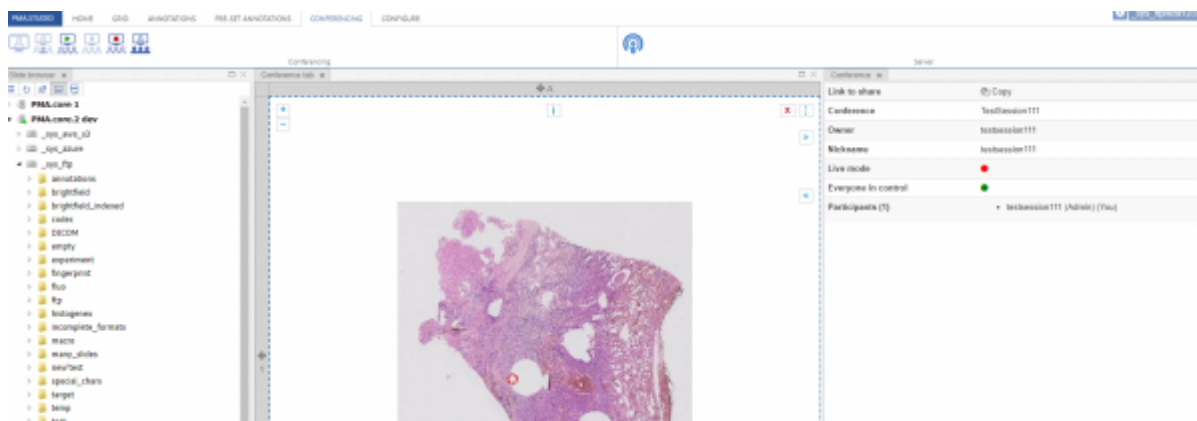 PMA.STUDIO HOME GRID ANNOTATIONS PRE-SET ANNOTATIONS CONFERENCING CONFIGURE
Conferencing
Server
Slide browser
Conference tab
Conference
PMA.core 1
PMA.core.2 dev
_sys_aws_s3
_sys_azure
_sys_ftp
annotations
brightfield
brightfield_indexed
codes
DICOM
empty
experiment
fingerprint
fluo
ftp
histogenex
incomplete_formats
macro
many_slides
new'test
special_chars
target
temp
A
1
Link to share Copy
Conference TestSession111
Owner testsession111
Nickname testsession111
Live mode
Everyone in control
Participants (1) testsession111 (Admin) (You)